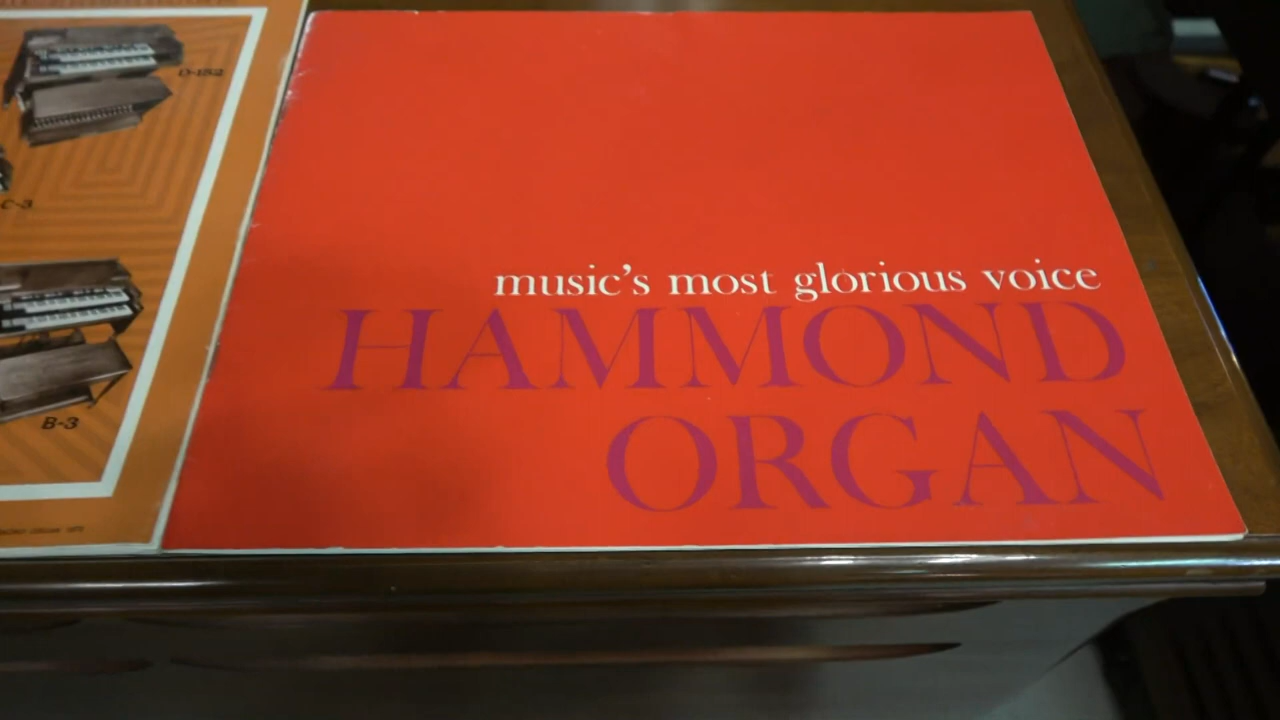 D-152
C-3
B-3
music's most glorious voice
HAMMOND
ORGAN